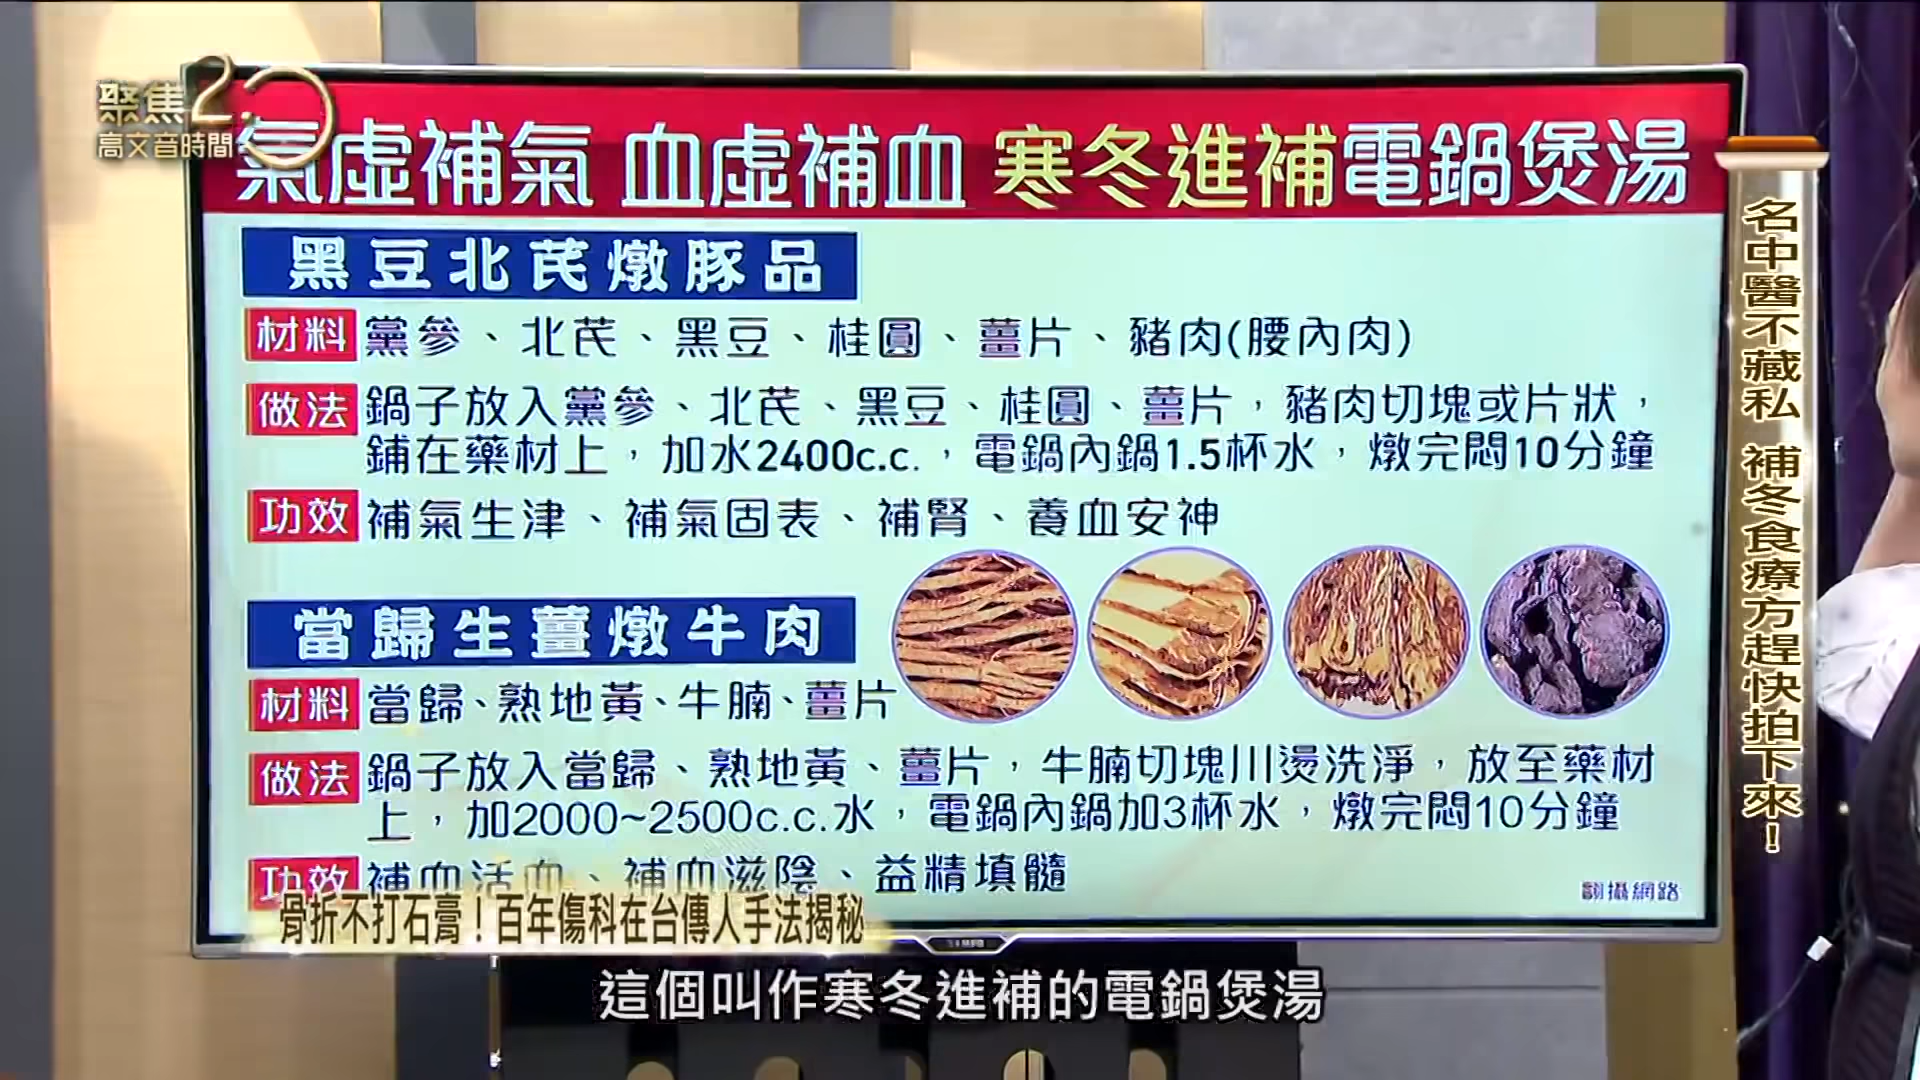 聚焦2.0
高文音時間
氣虛補氣 血虛補血 寒冬進補電鍋煲湯
黑豆北芪燉豚品
材料 黨參、北芪、黑豆、桂圓、薑片、豬肉(腰內肉)
做法 鍋子放入黨參、北芪、黑豆、桂圓、薑片，豬肉切塊或片狀，
鋪在藥材上，加水2400c.c.，電鍋內鍋1.5杯水，燉完悶10分鐘
功效 補氣生津、補氣固表、補腎、養血安神
當歸生薑燉牛肉
材料 當歸、熟地黃、牛腩、薑片
做法 鍋子放入當歸、熟地黃、薑片，牛腩切塊川燙洗淨，放至藥材
上，加2000~2500c.c.水，電鍋內鍋加3杯水，燉完悶10分鐘
功效 補血活血、補血滋陰、益精填髓
翻攝網路
名中醫不藏私 補冬食療方趕快拍下來！
骨折不打石膏！百年傷科在台傳人手法揭秘
這個叫作寒冬進補的電鍋煲湯